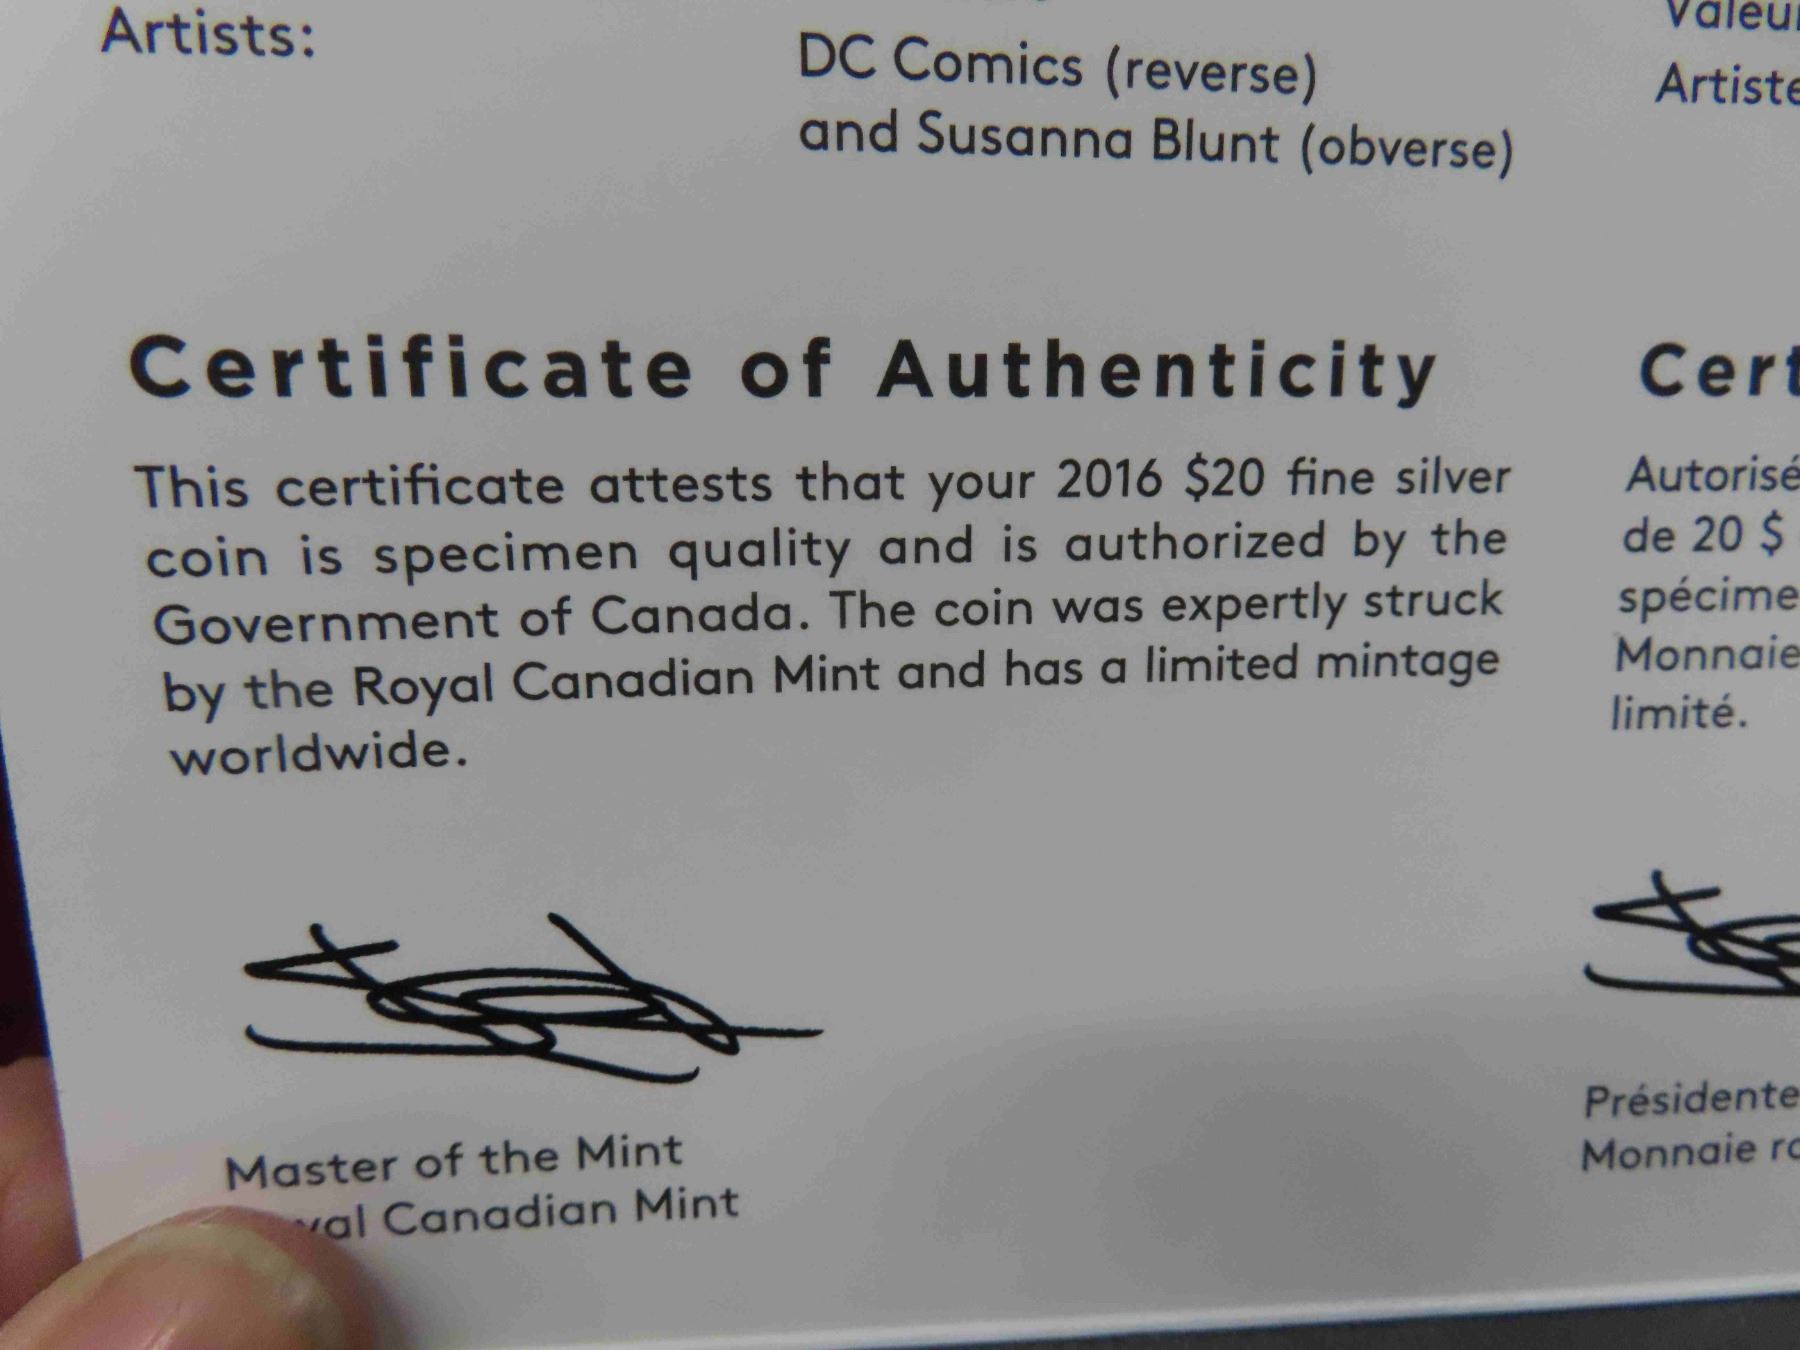 Artists:
DC Comics (reverse)
and Susanna Blunt (obverse)
Certificate of Authenticity
This certificate attests that your 2016 $20 fine silver
coin is specimen quality and is authorized by the
Government of Canada. The coin was expertly struck
by the Royal Canadian Mint and has a limited mintage
worldwide.
Master of the Mint
Canadian Mint
Valeur
Artiste
Cert
Autorisé
de 20 $
spécime
Monnaie
limité.
Présidente
Monnaie ro